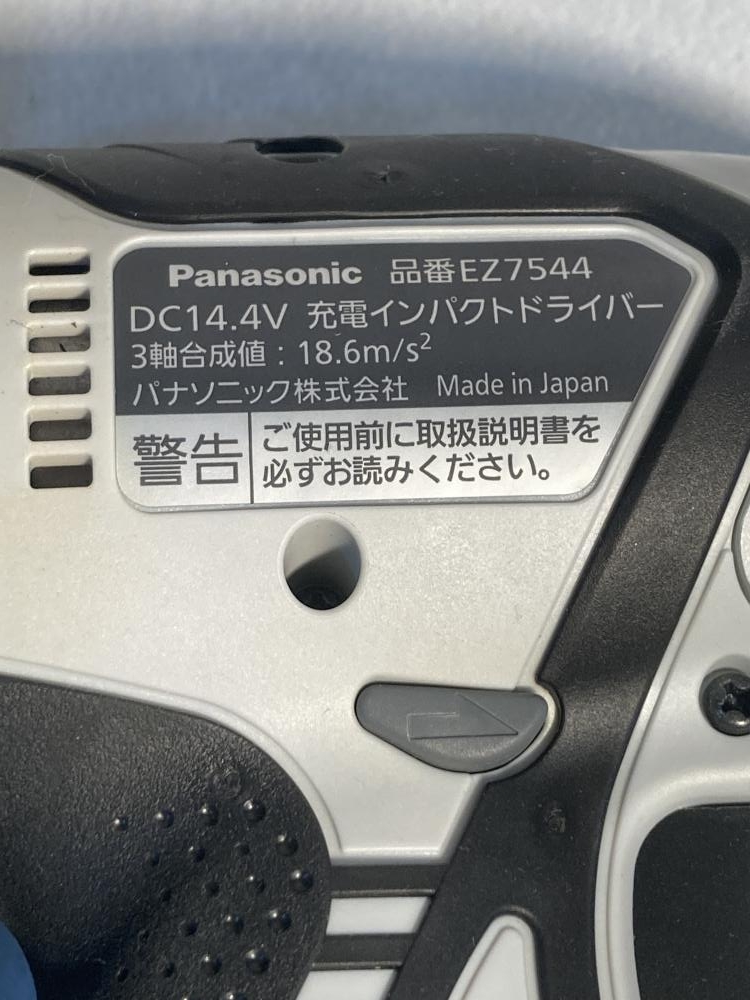 Panasonic 品番EZ7544
DC14.4V 充電インパクトドライバー
3軸合成値：18.6m/s²
パナソニック株式会社 Made in Japan
警告
ご使用前に取扱説明書を
必ずお読みください。